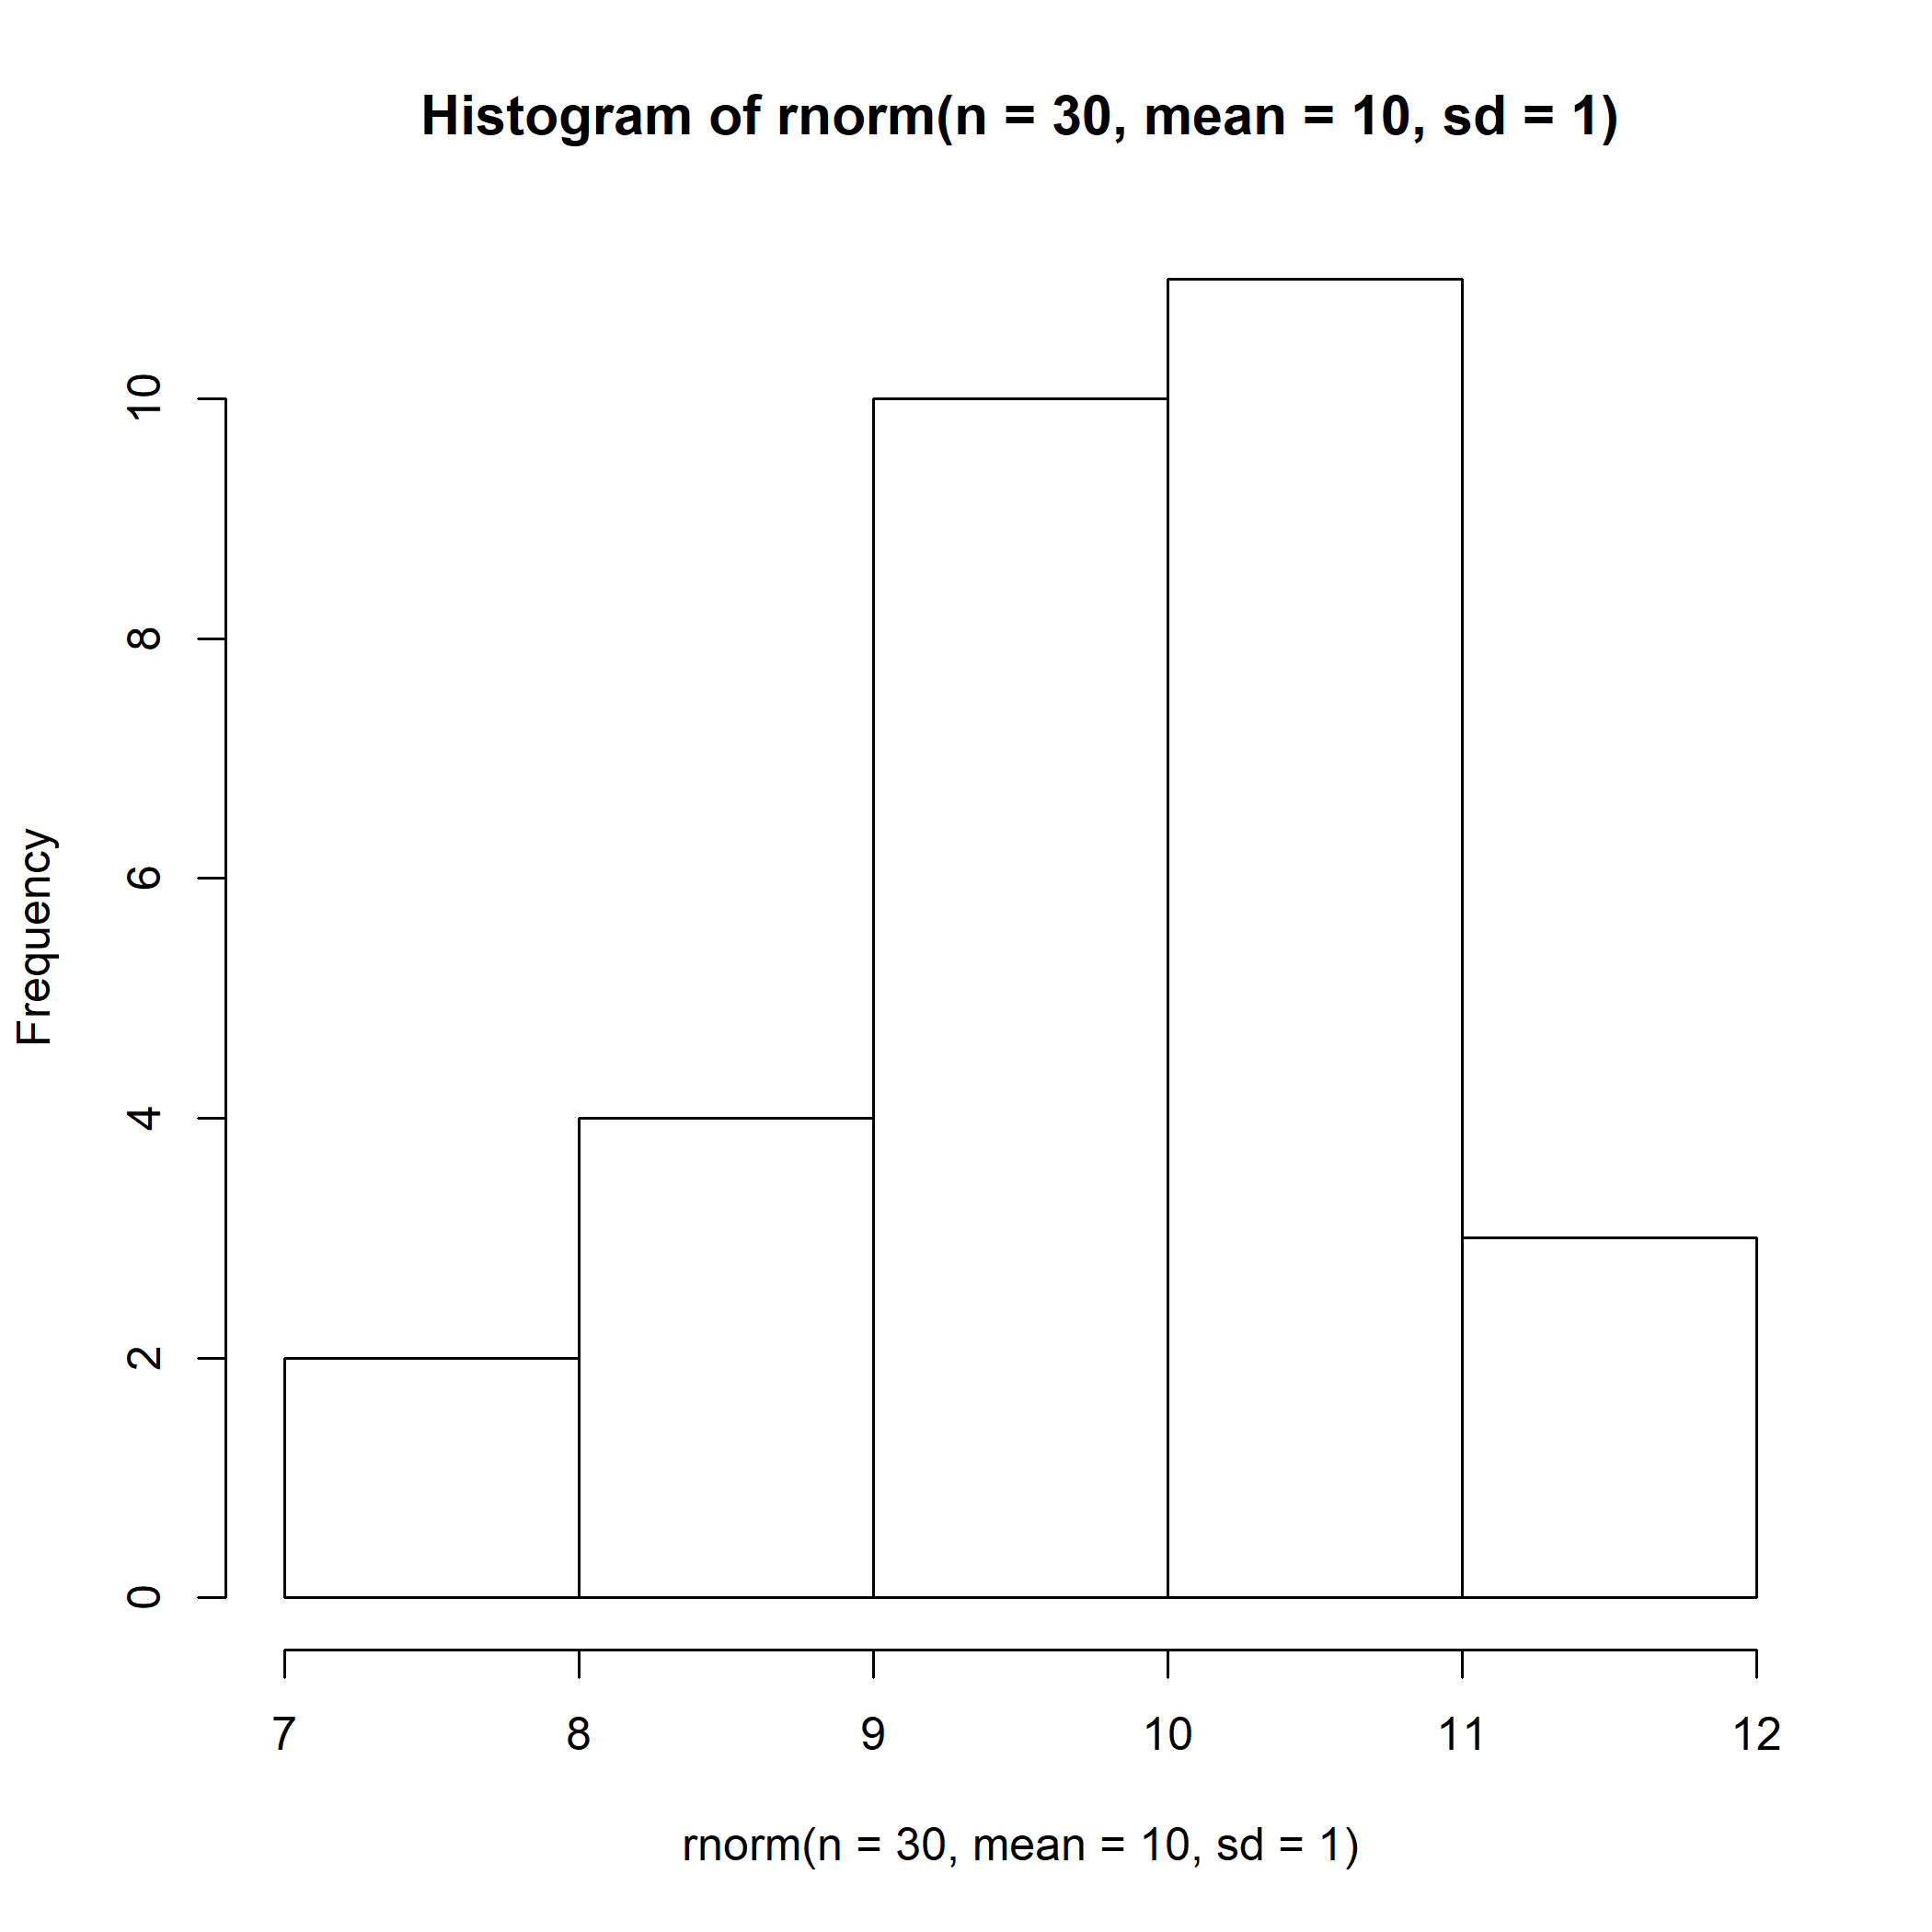 Histogram of rnorm(n = 30, mean = 10, sd = 1)
Frequency
10
8
6
4
2
0
7 8 9 10 11 12
rnorm(n = 30, mean = 10, sd = 1)